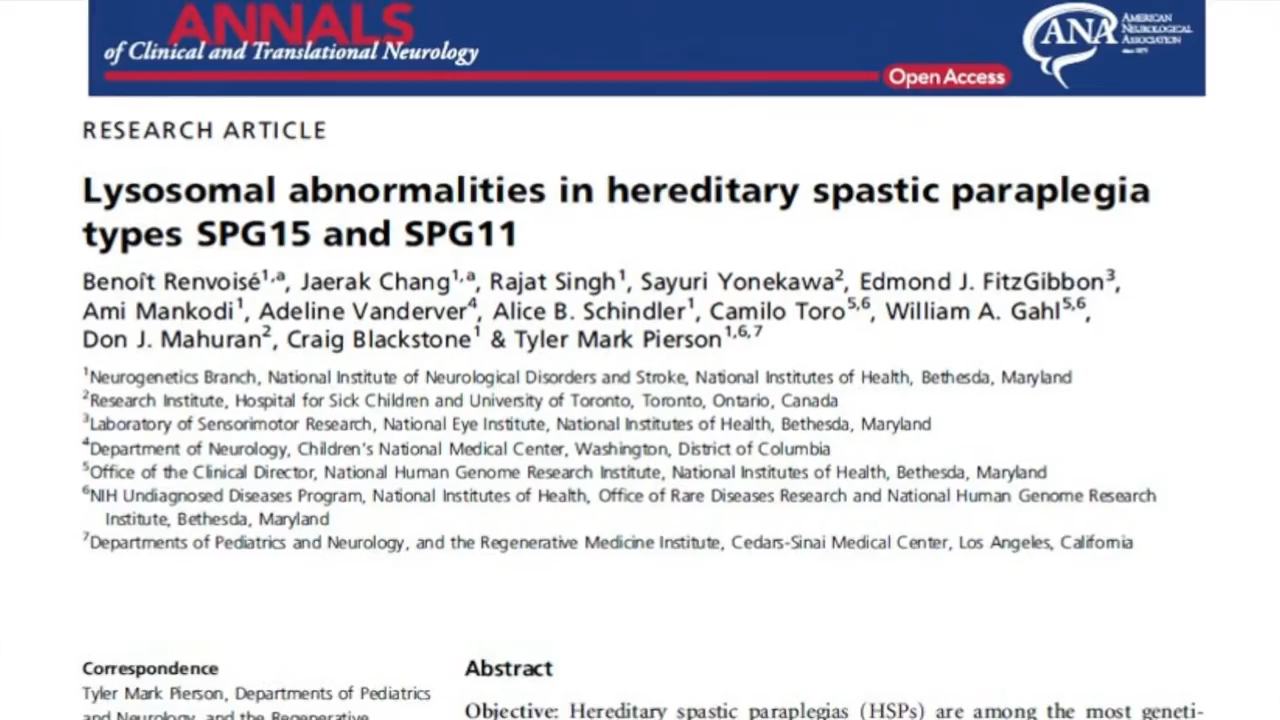 ANNALS
of Clinical and Translational Neurology
Open Access
ANA AMERICAN
NEUROLOGICAL
ASSOCIATION
RESEARCH ARTICLE
Lysosomal abnormalities in hereditary spastic paraplegia
types SPG15 and SPG11
Benoît Renvoisé1,a, Jaerak Chang1,a, Rajat Singh1, Sayuri Yonekawa2, Edmond J. FitzGibbon3,
Ami Mankodi1, Adeline Vanderver4, Alice B. Schindler1, Camilo Toro5,6, William A. Gahl5,6,
Don J. Mahuran2, Craig Blackstone1 & Tyler Mark Pierson1,6,7
1Neurogenetics Branch, National Institute of Neurological Disorders and Stroke, National Institutes of Health, Bethesda, Maryland
2Research Institute, Hospital for Sick Children and University of Toronto, Toronto, Ontario, Canada
3Laboratory of Sensorimotor Research, National Eye Institute, National Institutes of Health, Bethesda, Maryland
4Department of Neurology, Children's National Medical Center, Washington, District of Columbia
5Office of the Clinical Director, National Human Genome Research Institute, National Institutes of Health, Bethesda, Maryland
6NIH Undiagnosed Diseases Program, National Institutes of Health, Office of Rare Diseases Research and National Human Genome Research
Institute, Bethesda, Maryland
7Departments of Pediatrics and Neurology, and the Regenerative Medicine Institute, Cedars-Sinai Medical Center, Los Angeles, California
Correspondence
Tyler Mark Pierson, Departments of Pediatrics
and Neurology, and the Regenerative
Abstract
Objective: Hereditary spastic paraplegias (HSPs) are among the most geneti-